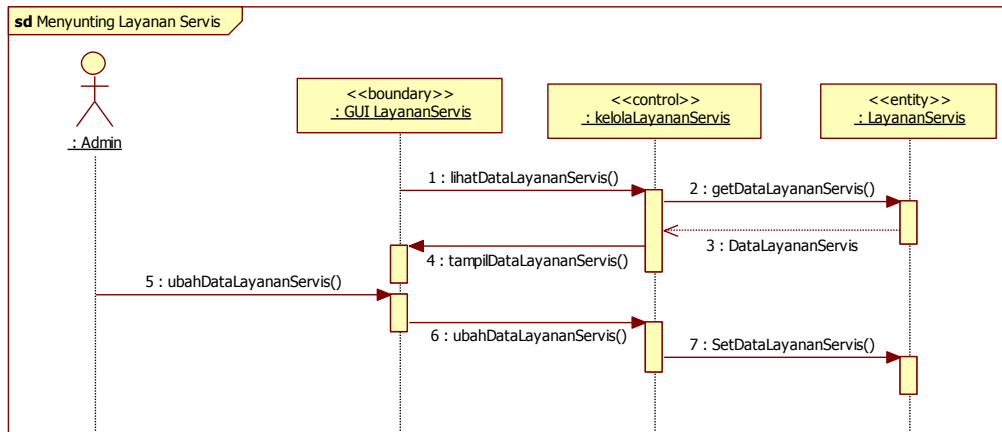 sd Menyunting Layanan Servis
: Admin
<<boundary>>
: GUI LayananServis
<<control>>
: kelolaLayananServis
<<entity>>
: LayananServis
1 : lihatDataLayananServis()
2 : getDataLayananServis()
3 : DataLayananServis
4 : tampilDataLayananServis()
5 : ubahDataLayananServis()
6 : ubahDataLayananServis()
7 : SetDataLayananServis()